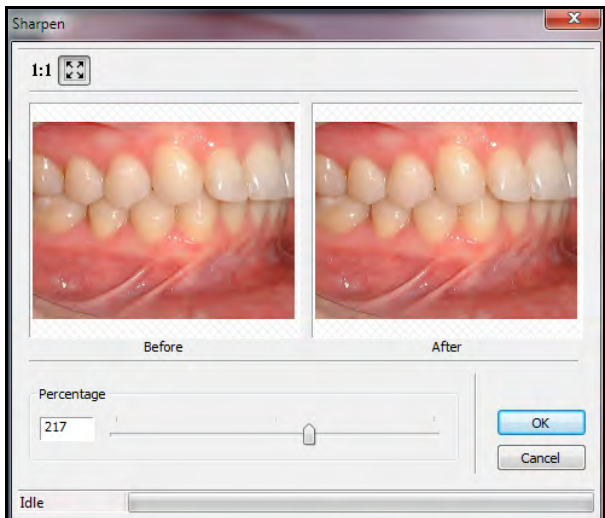 Sharpen
1:1
Before
After
Percentage
217
OK
Cancel
Idle